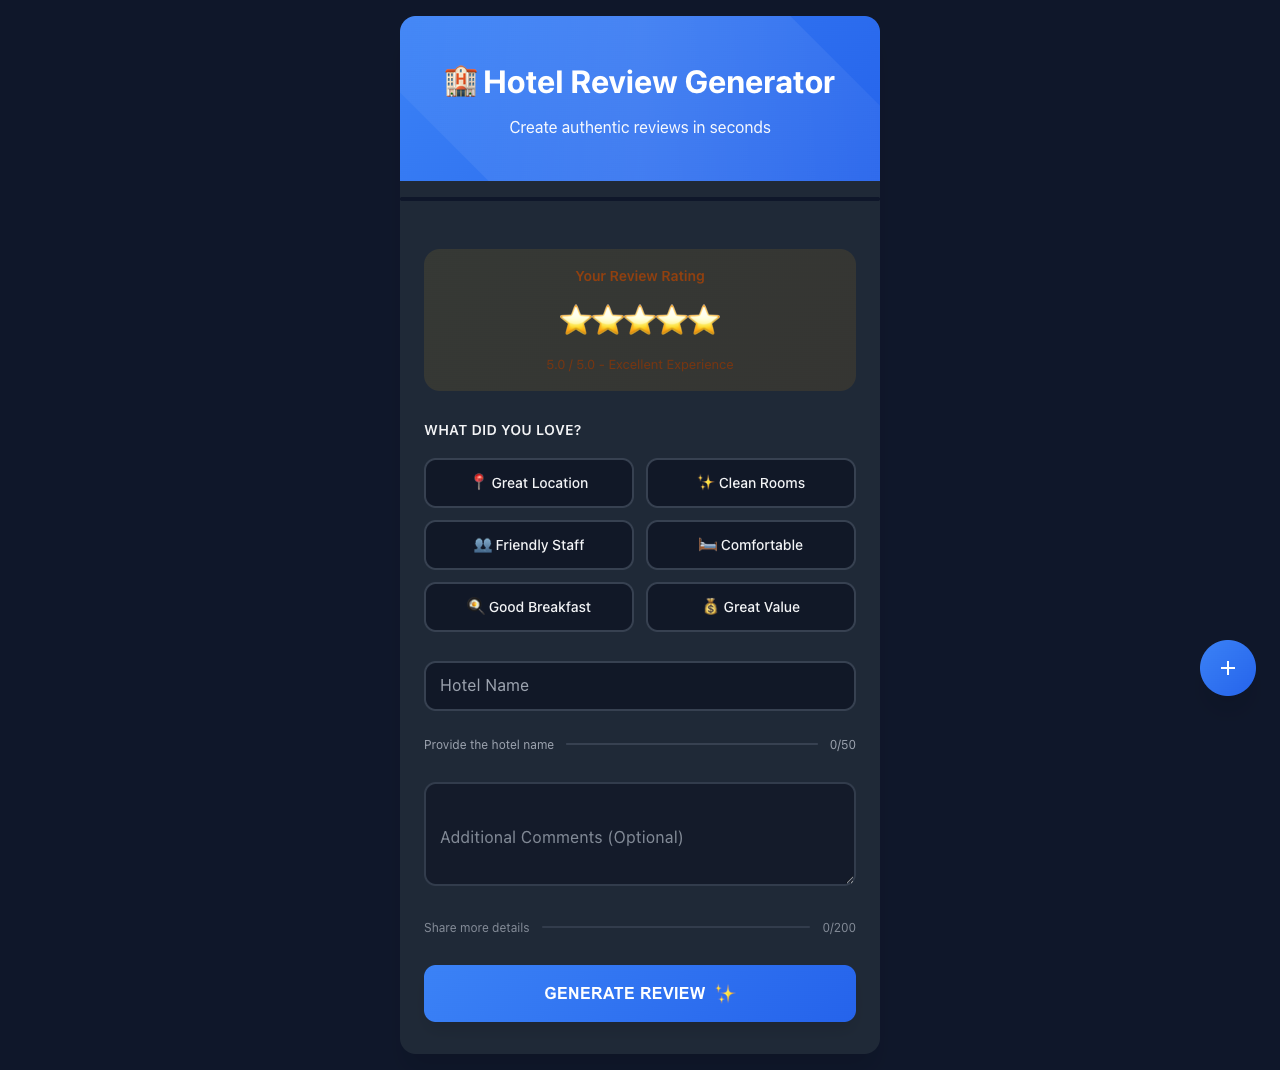 🏨 Hotel Review Generator
Create authentic reviews in seconds
Your Review Rating
⭐⭐⭐⭐⭐
5.0 / 5.0 - Excellent Experience
WHAT DID YOU LOVE?
📍 Great Location
✨ Clean Rooms
👥 Friendly Staff
🛏️ Comfortable
🍳 Good Breakfast
💰 Great Value
Hotel Name
Provide the hotel name
0/50
Additional Comments (Optional)
Share more details
0/200
GENERATE REVIEW ✨
+